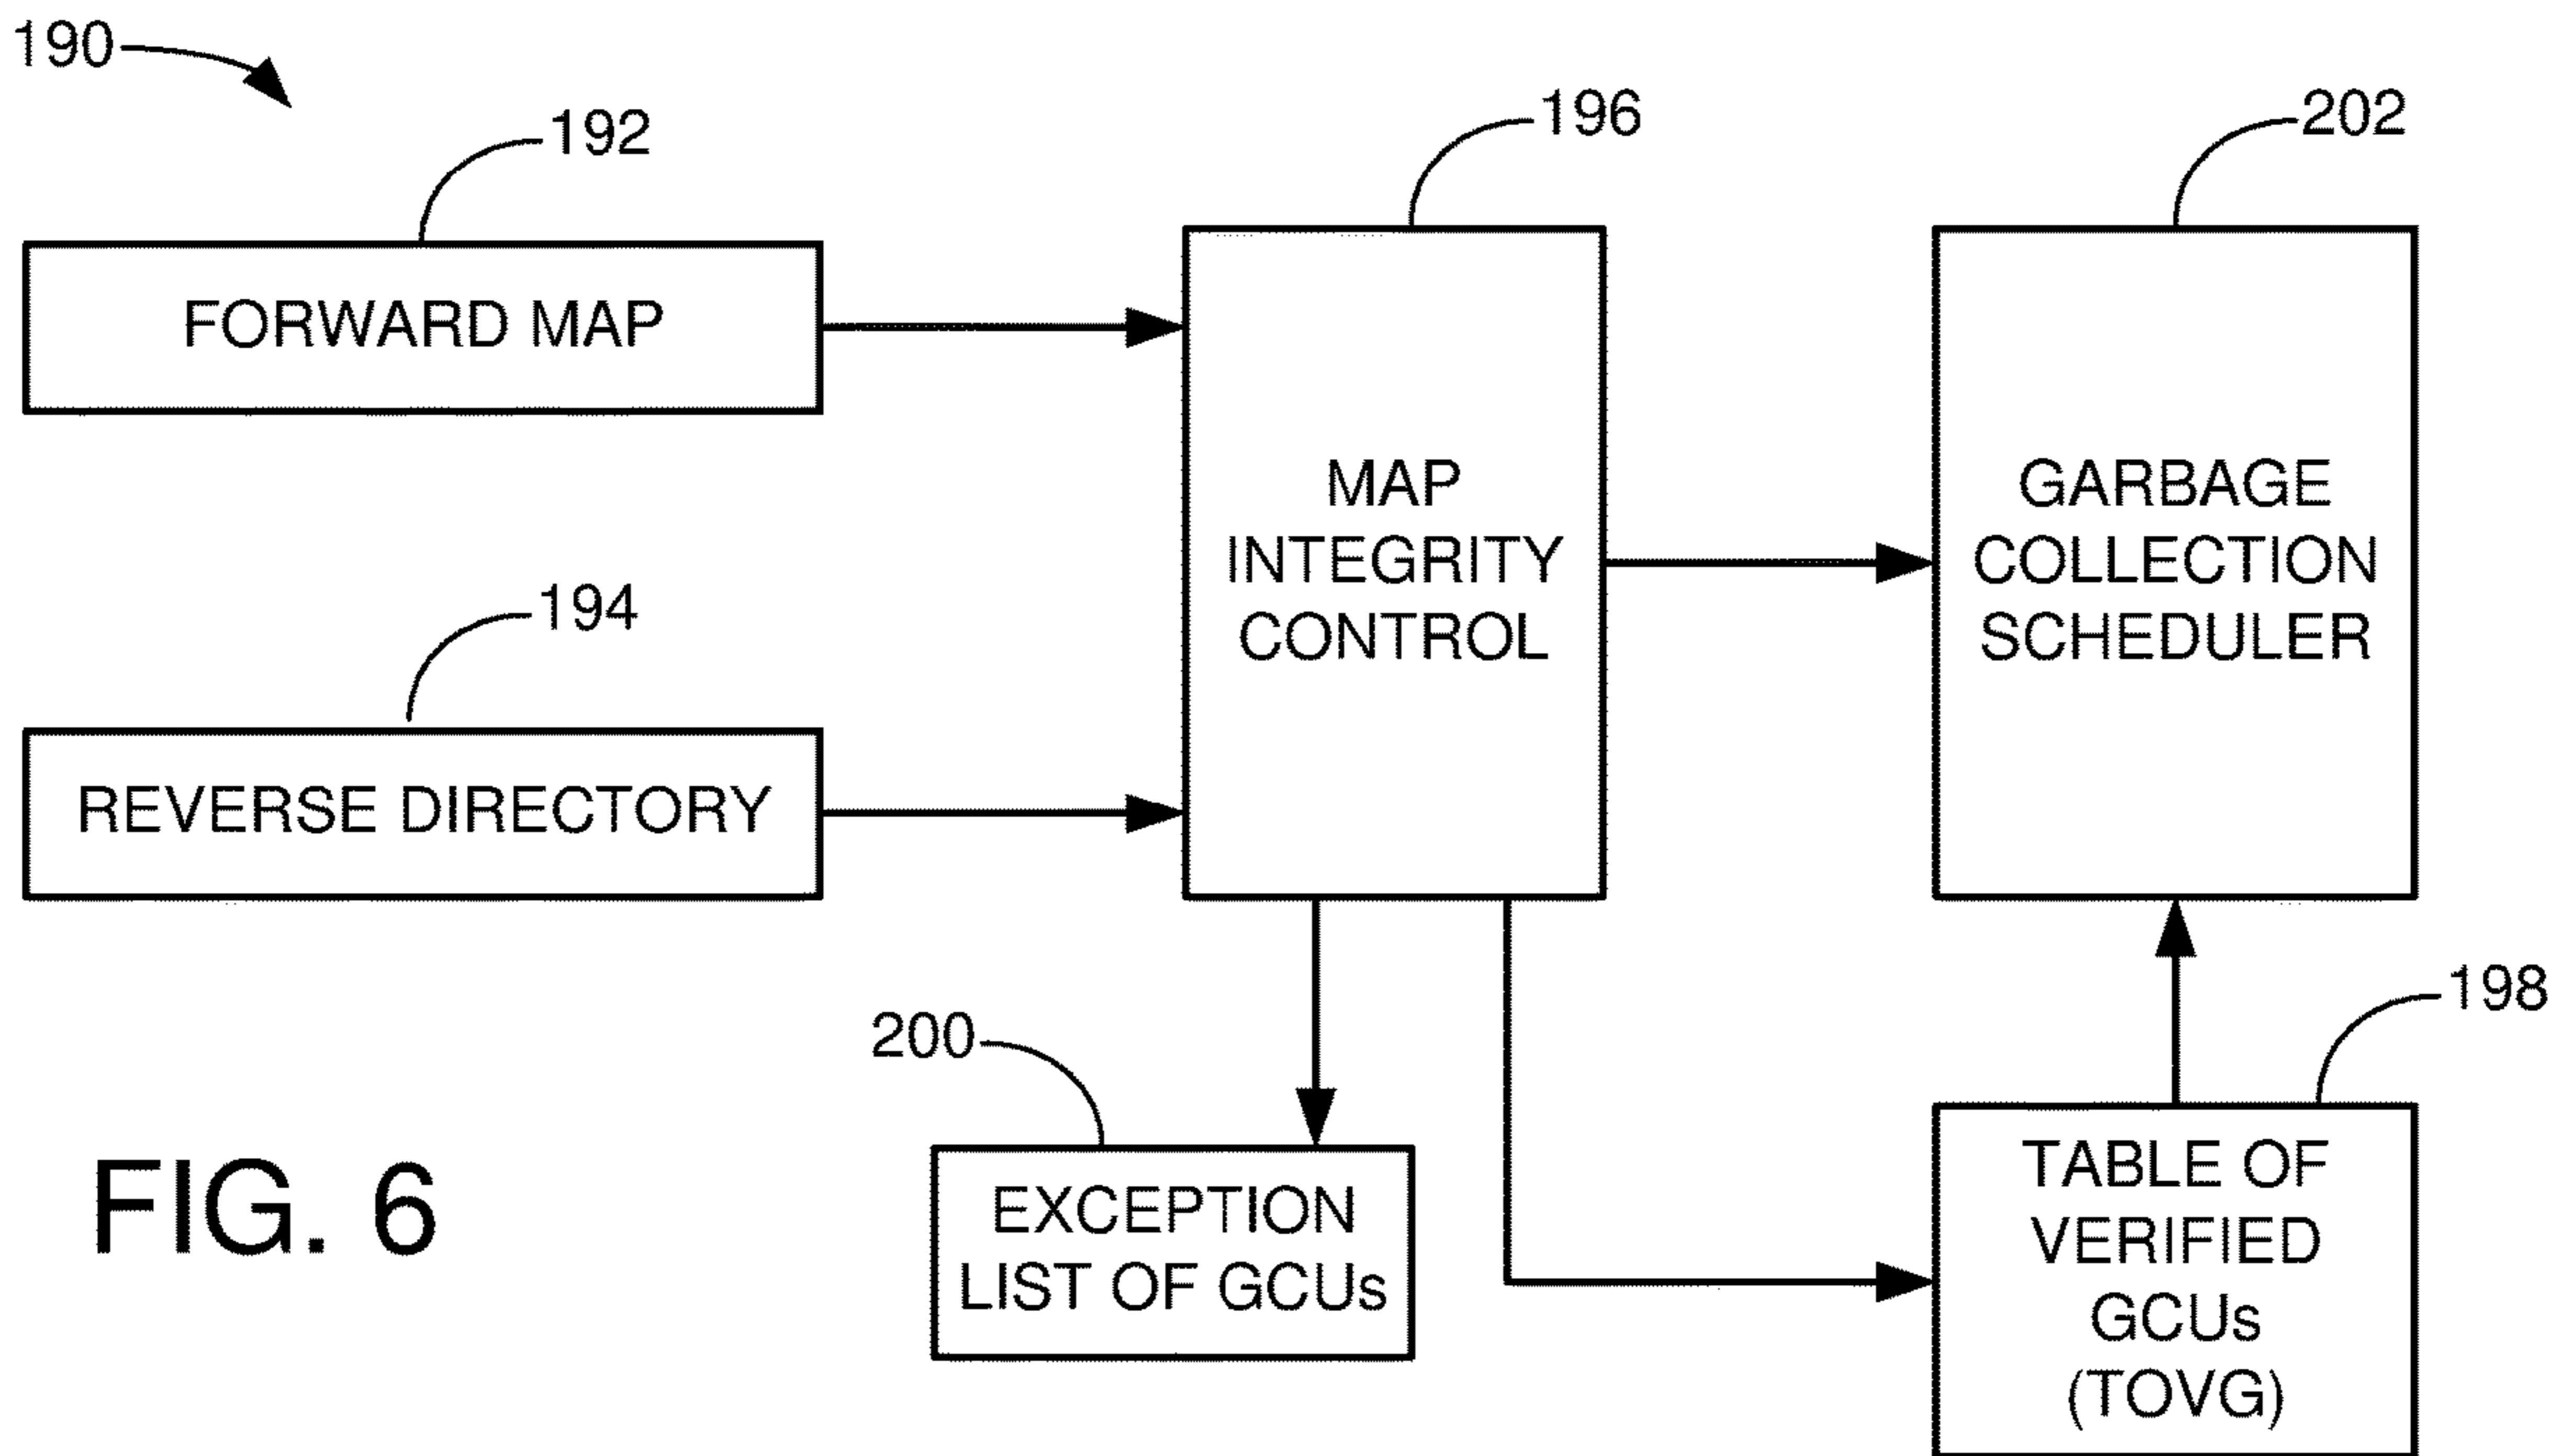 190
192
196
202
FORWARD MAP
MAP
INTEGRITY
CONTROL
GARBAGE
COLLECTION
SCHEDULER
194
REVERSE DIRECTORY
200
198
EXCEPTION
LIST OF GCUs
TABLE OF
VERIFIED
GCUs
(TOVG)
FIG. 6